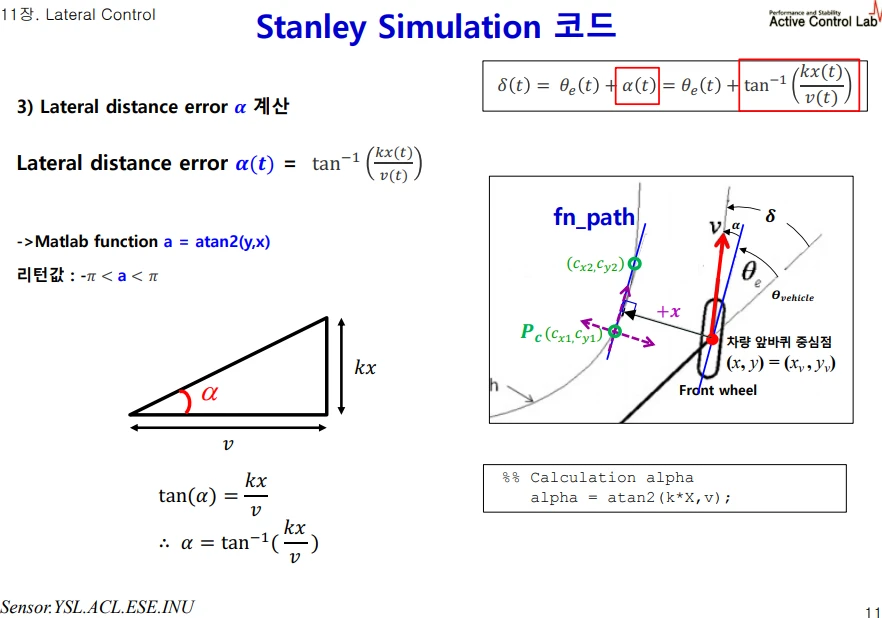 11장. Lateral Control
Stanley Simulation 코드
Performance and Stability
Active Control Lab
δ(t) = θₑ(t) + α(t) = θₑ(t) + tan⁻¹(kx(t)/v(t))
3) Lateral distance error α 계산
Lateral distance error α(t) = tan⁻¹(kx(t)/v(t))
->Matlab function a = atan2(y,x)
리턴값 : -π < a < π
α
kx
v
tan(α) = kx/v
∴ α = tan⁻¹(kx/v)
fn_path
v
α
δ
θₑ
θvehicle
(cx2,cy2)
+x
Pc (cx1,cy1)
차량 앞바퀴 중심점
(x, y) = (xv, yv)
Front wheel
h
%% Calculation alpha
alpha = atan2(k*X,v);
Sensor.YSL.ACL.ESE.INU
11